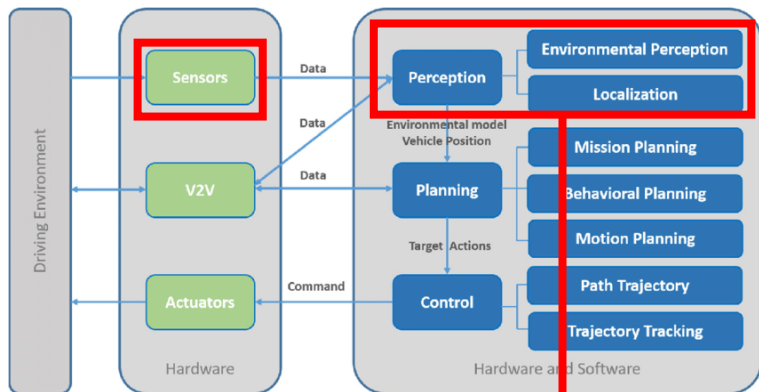 Driving Environment
Sensors
V2V
Actuators
Hardware
Data
Data
Data
Command
Perception
Environmental model
Vehicle Position
Planning
Target Actions
Control
Environmental Perception
Localization
Mission Planning
Behavioral Planning
Motion Planning
Path Trajectory
Trajectory Tracking
Hardware and Software